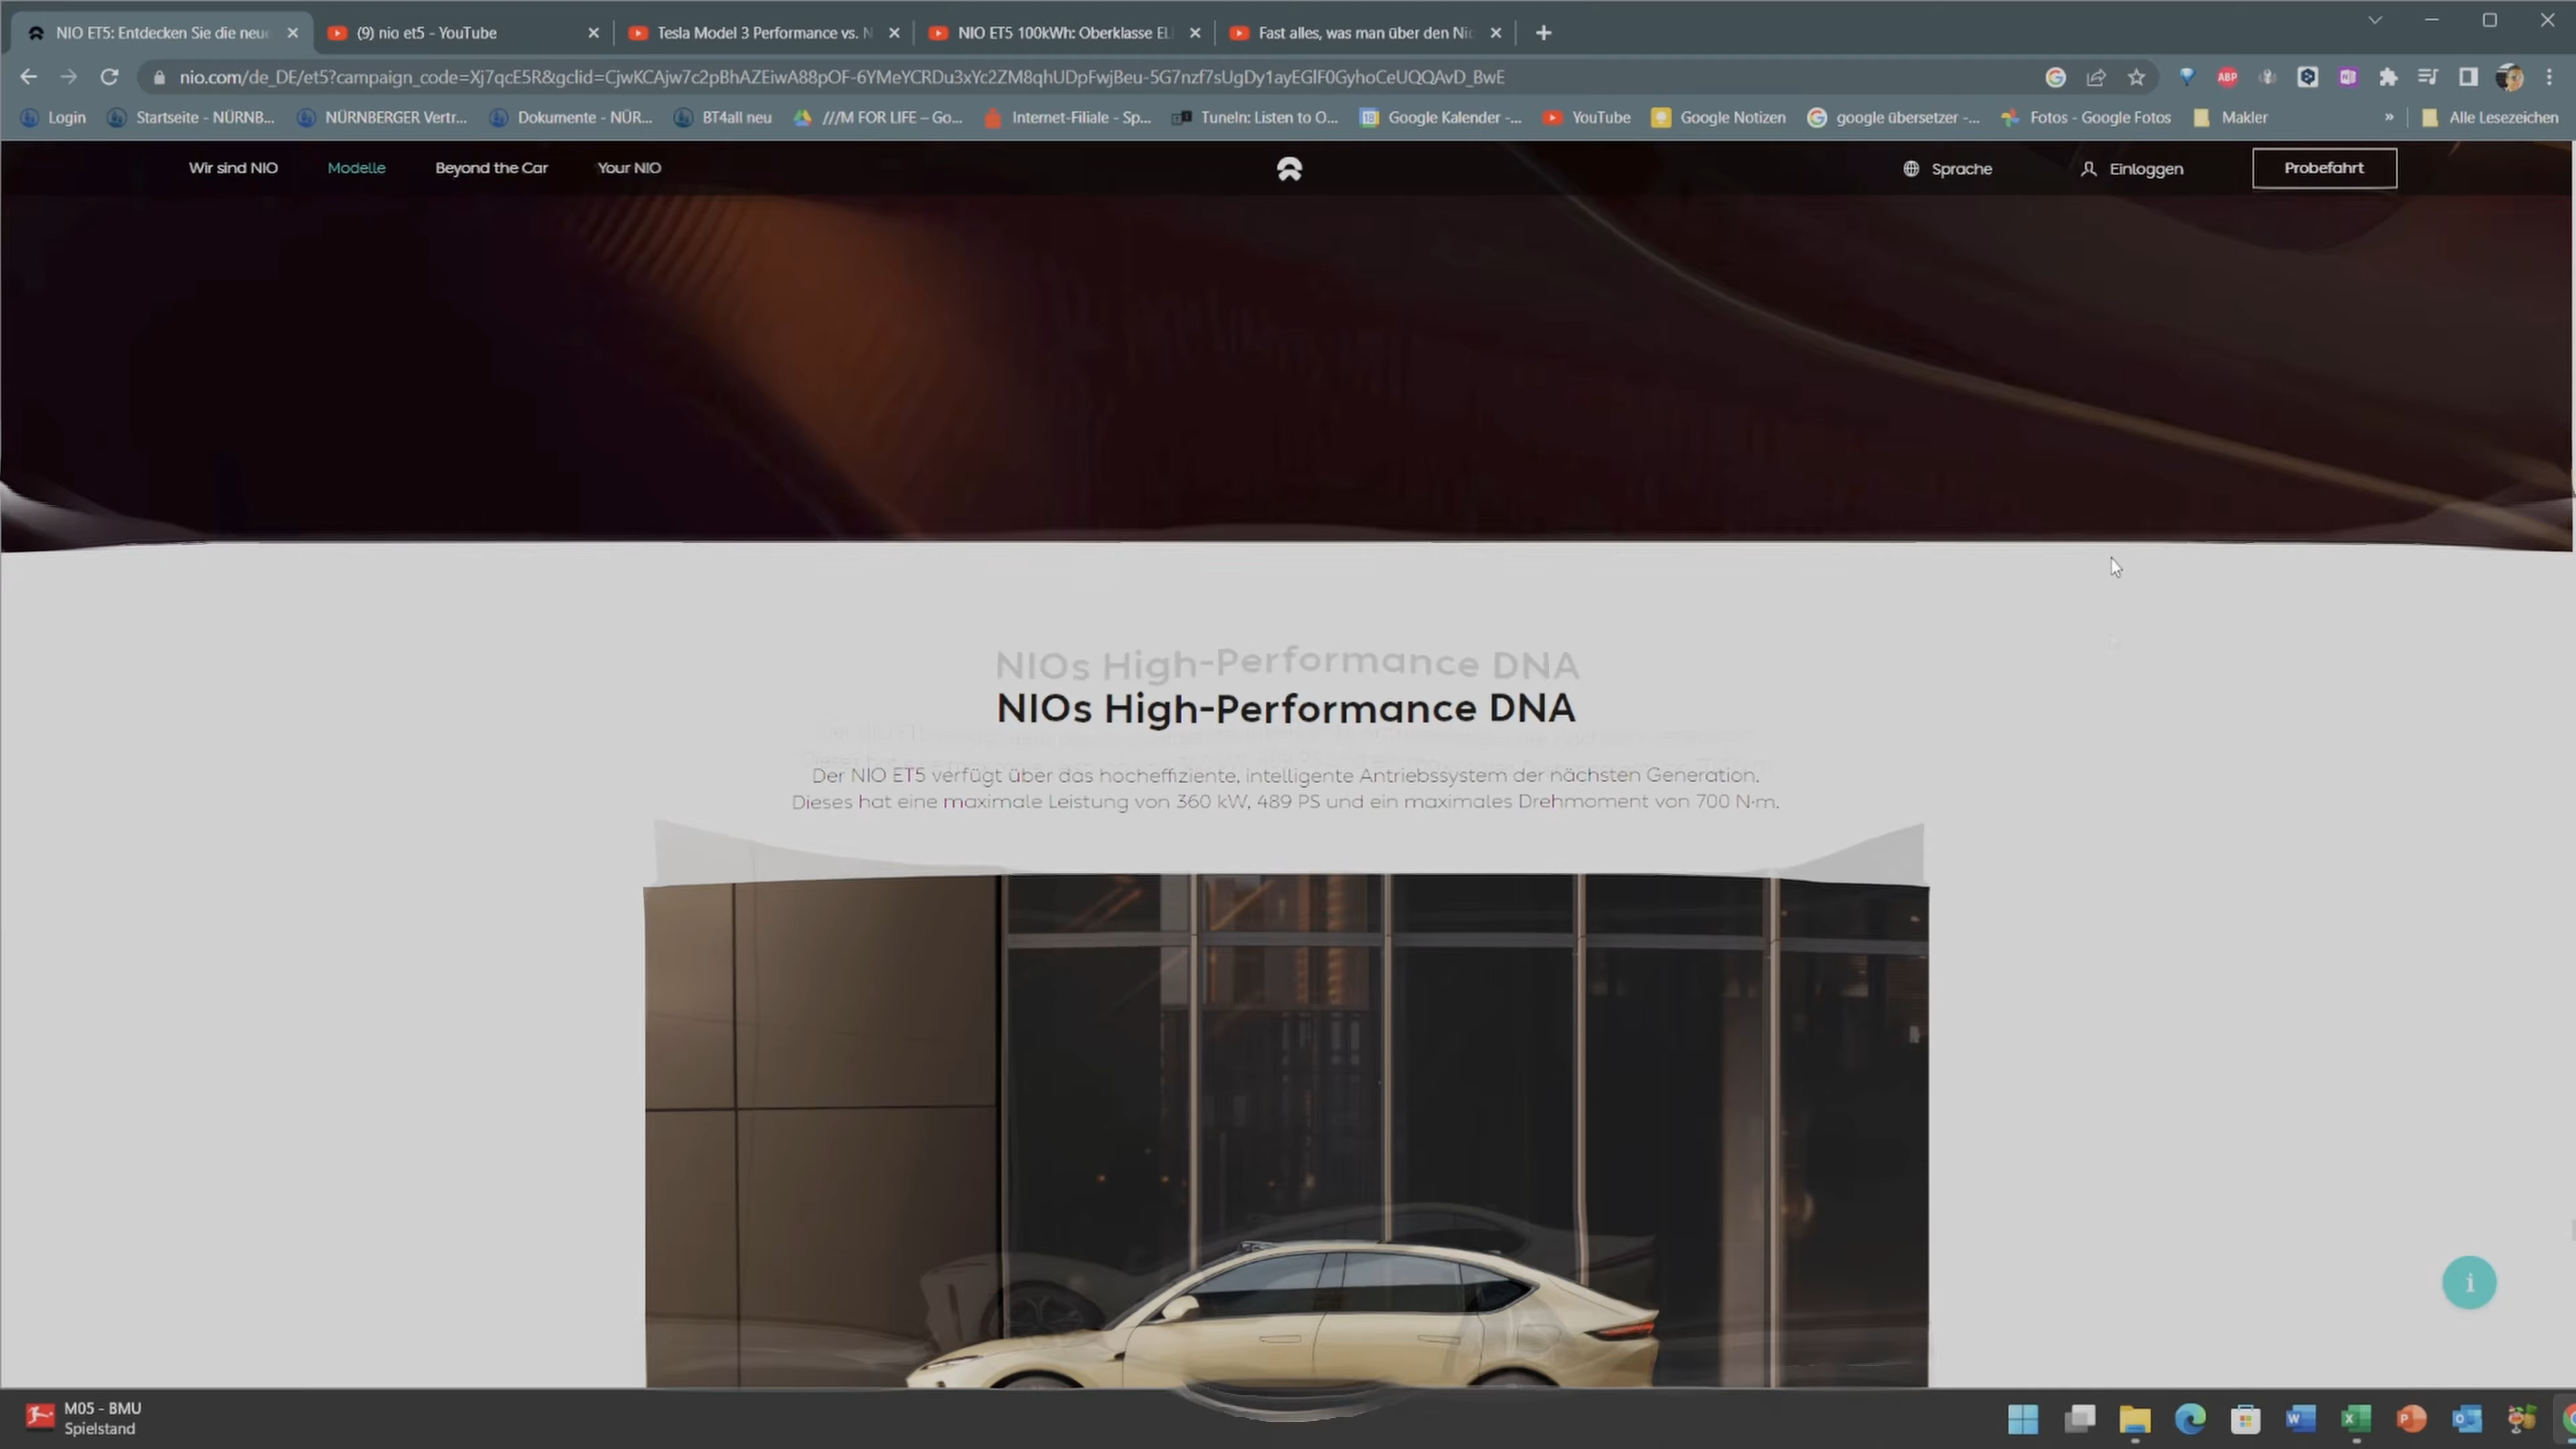 NIO ET5: Entdecken Sie die neue
(9) nio et5 - YouTube
Tesla Model 3 Performance vs. N
NIO ET5 100kWh: Oberklasse EL
Fast alles, was man über den Nio
nio.com/de_DE/et5?campaign_code=Xj7qcE5R&gclid=CjwKCAjw7c2pBhAZEiwA88pOF-6YMeYCRDu3xYc2ZM8qhUDpFwjBeu-5G7nzf7sUgDy1ayEGlF0GyhoCeUQQAvD_BwE
ABP
Login
Startseite - NÜRNB...
NÜRNBERGER Vertr...
Dokumente - NÜR...
BT4all neu
///M FOR LIFE – Go...
Internet-Filiale - Sp...
TuneIn: Listen to O...
Google Kalender -...
YouTube
Google Notizen
google übersetzer -...
Fotos - Google Fotos
Makler
»
Alle Lesezeichen
Wir sind NIO
Modelle
Beyond the Car
Your NIO
Sprache
Einloggen
Probefahrt
NIOs High-Performance DNA
NIOs High-Performance DNA
Der NIO ET5 verfügt über das hocheffiziente, intelligente Antriebssystem der nächsten Generation.
Dieses hat eine maximale Leistung von 360 kW, 489 PS und ein maximales Drehmoment von 700 N·m.
i
M05 - BMU
Spielstand